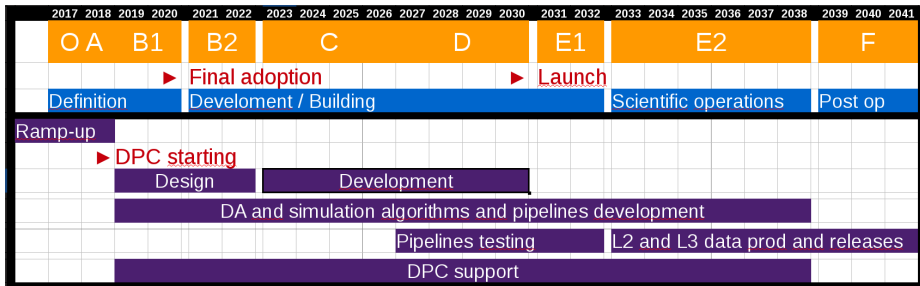 2017 2018 2019 2020 2021 2022 2023 2024 2025 2026 2027 2028 2029 2030 2031 2032 2033 2034 2035 2036 2037 2038 2039 2040 2041
O A B1 B2 C D E1 E2 F
► Final adoption ► Launch
Definition Develoment / Building Scientific operations Post op
Ramp-up
► DPC starting
Design Development
DA and simulation algorithms and pipelines development
Pipelines testing L2 and L3 data prod and releases
DPC support